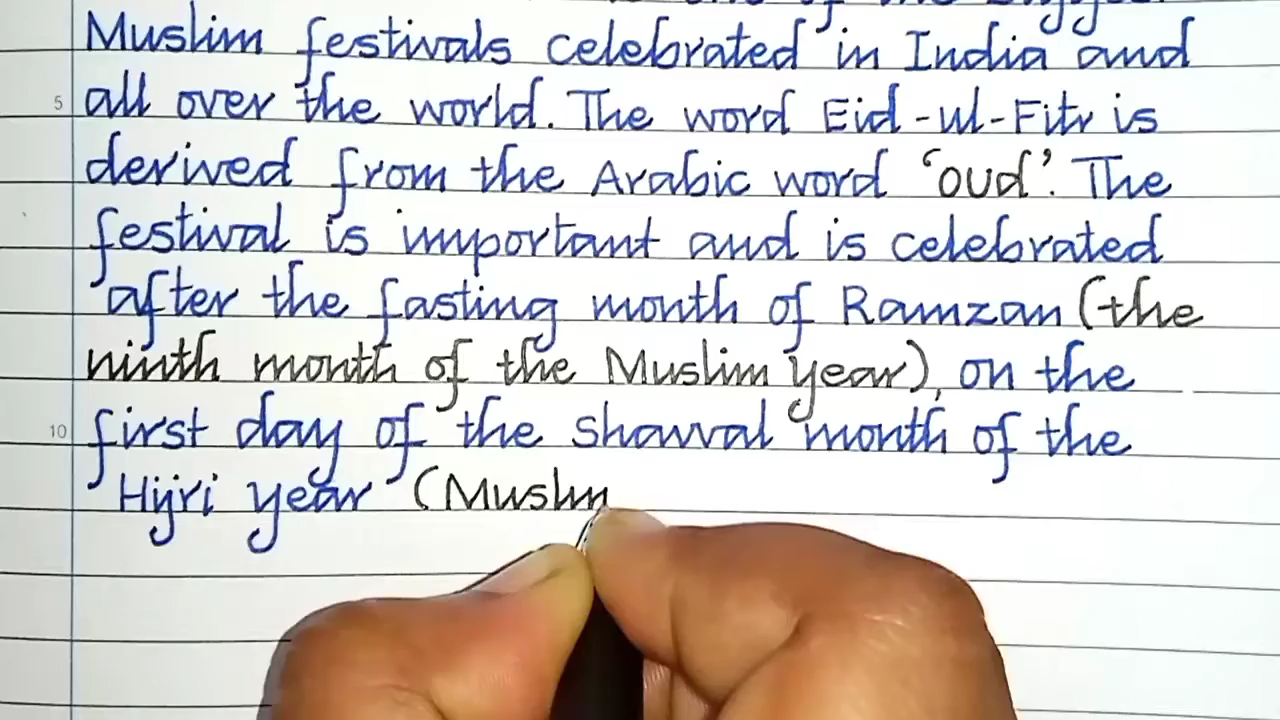 Muslim festivals celebrated in India and
5 all over the world. The word Eid-ul-Fitr is
derived from the Arabic word ‘oud’. The
festival is important and is celebrated
after the fasting month of Ramzan (the
ninth month of the Muslim year), on the
10 first day of the shawal month of the
Hijri year (Muslim